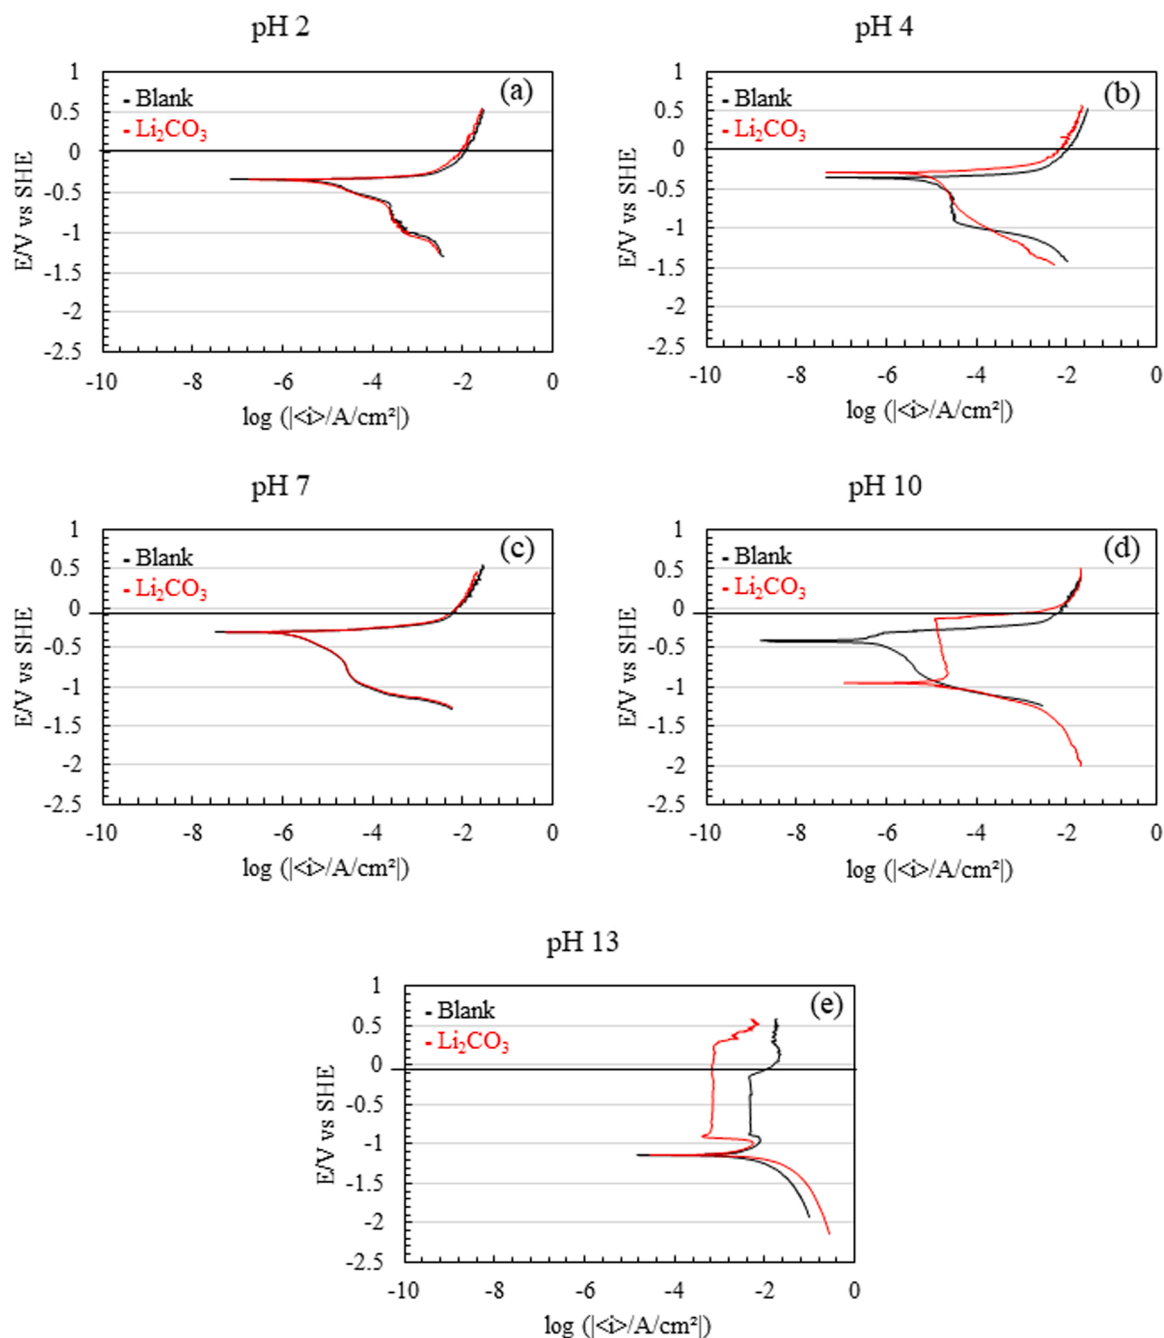 pH 2
(a)
- Blank
- Li₂CO₃
1
0.5
0
-0.5
-1
-1.5
-2
-2.5
E/V vs SHE
-10 -8 -6 -4 -2 0
log (|<i>/A/cm²|)
pH 4
(b)
- Blank
- Li₂CO₃
1
0.5
0
-0.5
-1
-1.5
-2
-2.5
E/V vs SHE
-10 -8 -6 -4 -2 0
log (|<i>/A/cm²|)
pH 7
(c)
- Blank
- Li₂CO₃
1
0.5
0
-0.5
-1
-1.5
-2
-2.5
E/V vs SHE
-10 -8 -6 -4 -2 0
log (|<i>/A/cm²|)
pH 10
(d)
- Blank
- Li₂CO₃
1
0.5
0
-0.5
-1
-1.5
-2
-2.5
E/V vs SHE
-10 -8 -6 -4 -2 0
log (|<i>/A/cm²|)
pH 13
(e)
- Blank
- Li₂CO₃
1
0.5
0
-0.5
-1
-1.5
-2
-2.5
E/V vs SHE
-10 -8 -6 -4 -2 0
log (|<i>/A/cm²|)